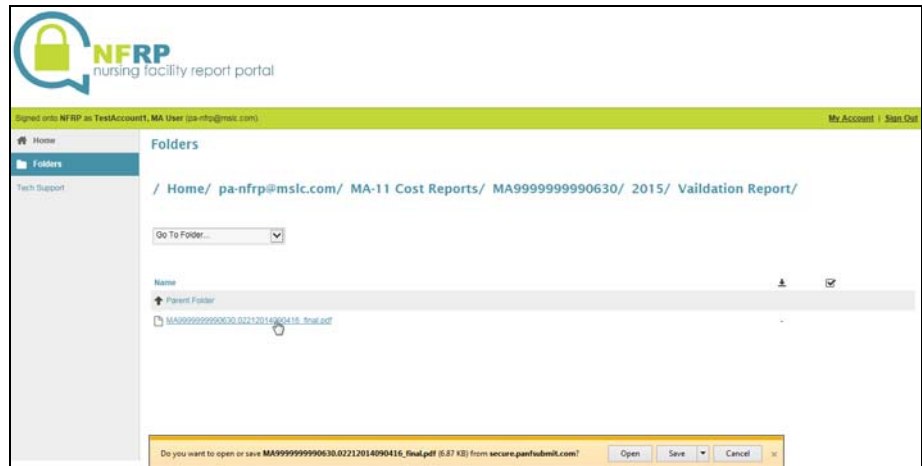 NFRP
nursing facility report portal
Signed onto NFRP as TestAccount1, MA User (pa-nfrp@mslc.com)
My Account | Sign Out
Home
Folders
Tech Support
Folders
/ Home/ pa-nfrp@mslc.com/ MA-11 Cost Reports/ MA9999999990630/ 2015/ Vaildation Report/
Go To Folder...
Name
Parent Folder
MA9999999990630.02212014090416_final.pdf
-
Do you want to open or save MA9999999990630.02212014090416_final.pdf (6.87 KB) from secure.panfsubmit.com?
Open
Save
Cancel
×